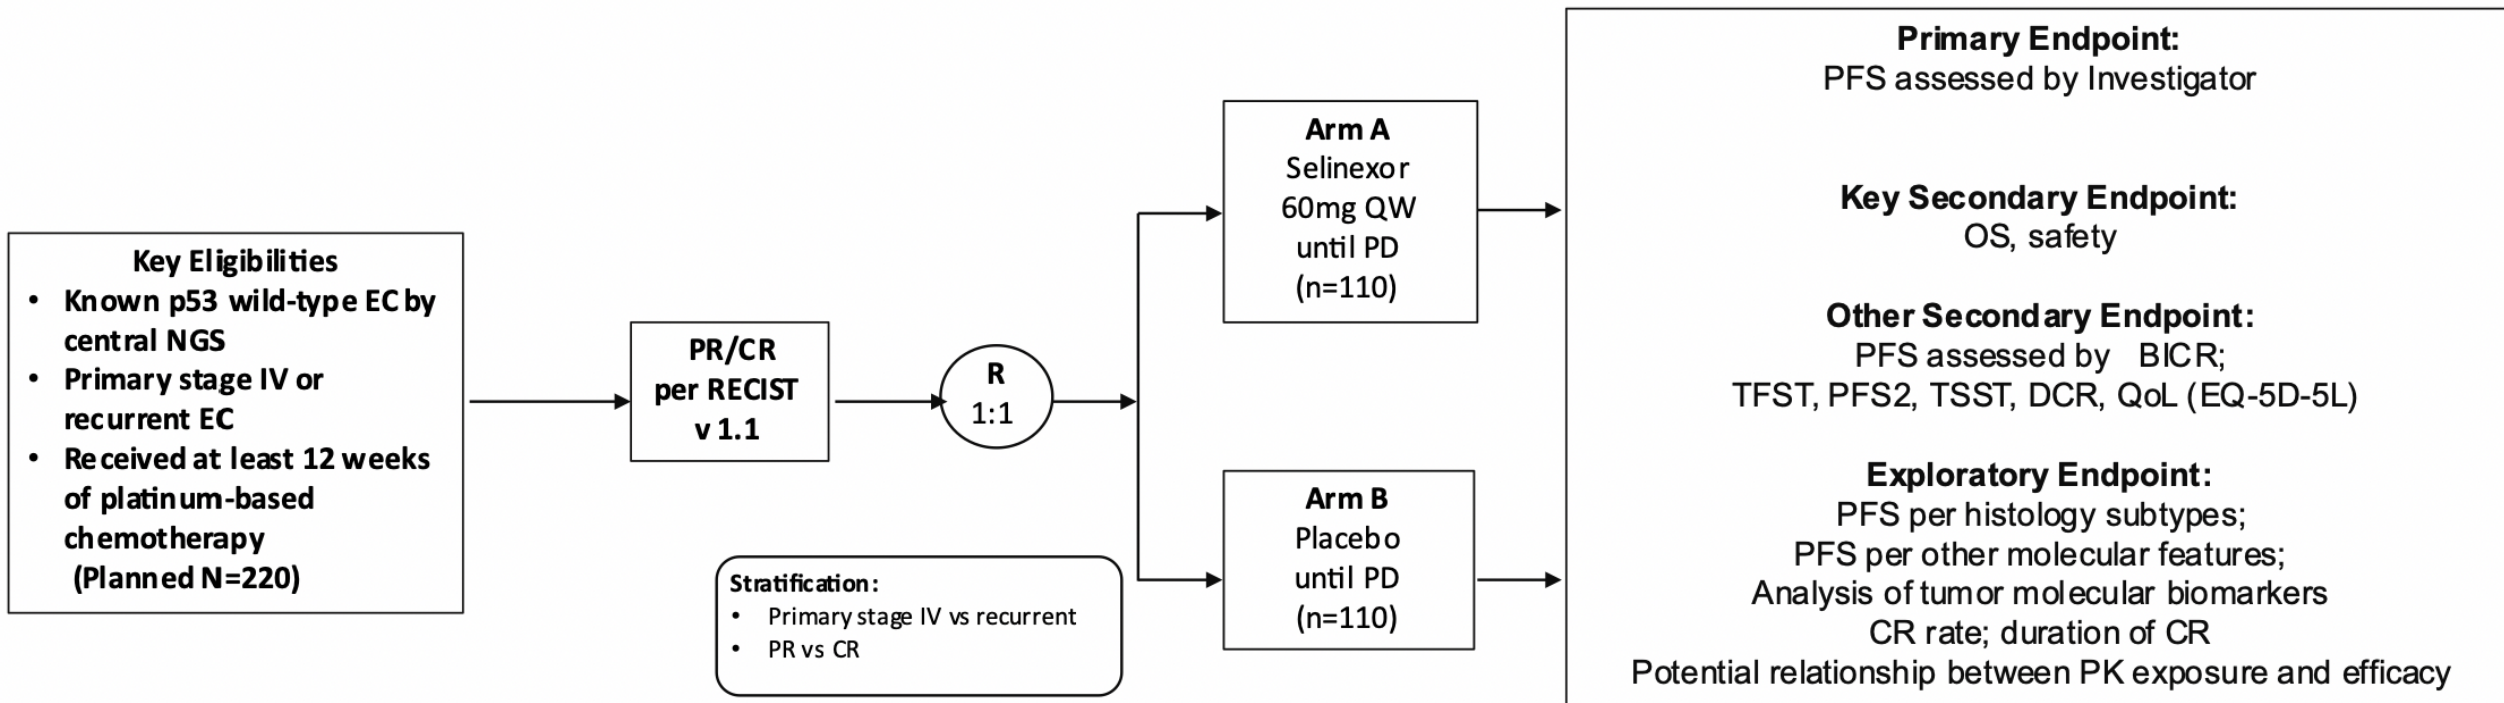 Key Eligibilities
• Known p53 wild-type EC by
central NGS
• Primary stage IV or
recurrent EC
• Received at least 12 weeks
of platinum-based
chemotherapy
(Planned N=220)
PR/CR
per RECIST
v 1.1
R
1:1
Stratification:
• Primary stage IV vs recurrent
• PR vs CR
Arm A
Selinexor
60mg QW
until PD
(n=110)
Arm B
Placebo
until PD
(n=110)
Primary Endpoint:
PFS assessed by Investigator
Key Secondary Endpoint:
OS, safety
Other Secondary Endpoint:
PFS assessed by BICR;
TFST, PFS2, TSST, DCR, QoL (EQ-5D-5L)
Exploratory Endpoint:
PFS per histology subtypes;
PFS per other molecular features;
Analysis of tumor molecular biomarkers
CR rate; duration of CR
Potential relationship between PK exposure and efficacy